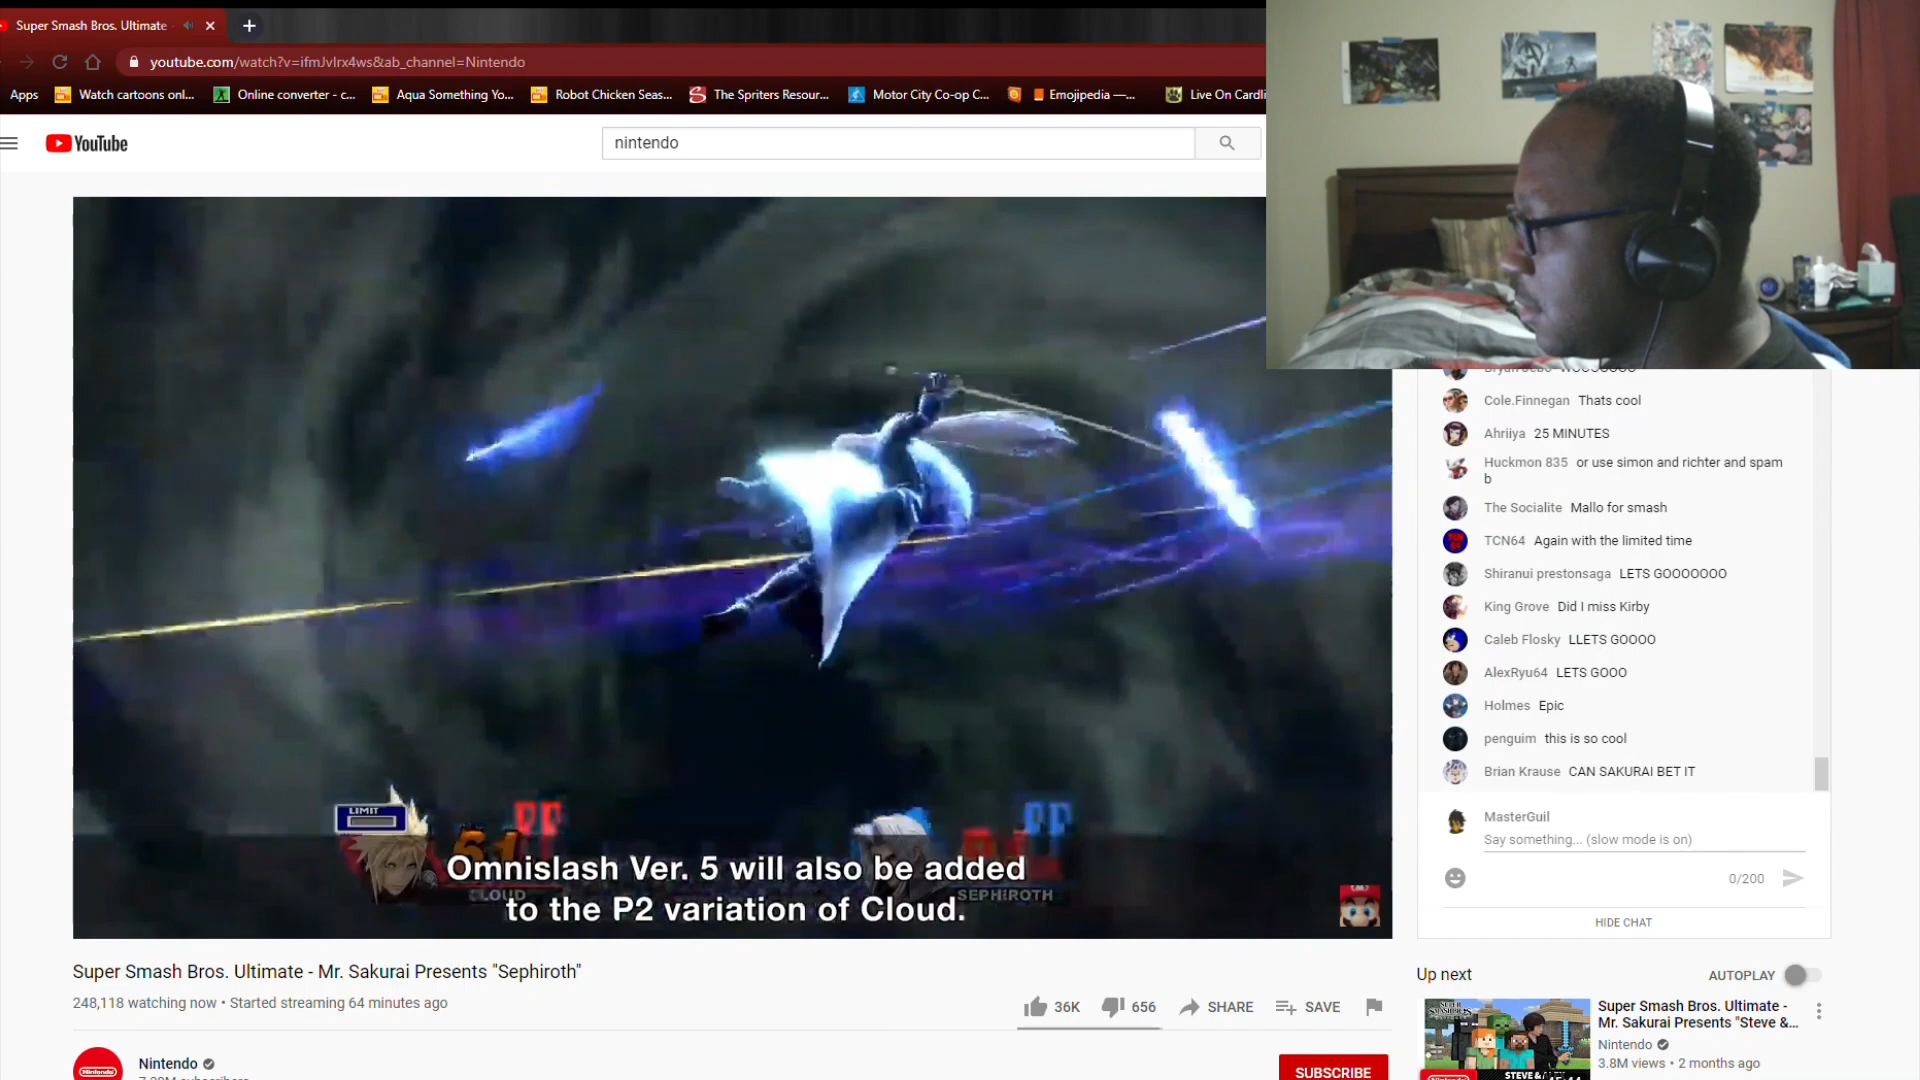 Super Smash Bros. Ultimate
youtube.com/watch?v=ifmJvlrx4ws&ab_channel=Nintendo
Apps
Watch cartoons onl...
Online converter - c...
Aqua Something Yo...
Robot Chicken Seas...
The Spriters Resour...
Motor City Co-op C...
Emojipedia —...
Live On Cardli
YouTube
nintendo
Cole.Finnegan Thats cool
Ahriiya 25 MINUTES
Huckmon 835 or use simon and richter and spam
b
The Socialite Mallo for smash
TCN64 Again with the limited time
Shiranui prestonsaga LETS GOOOOOOO
King Grove Did I miss Kirby
Caleb Flosky LLETS GOOOO
AlexRyu64 LETS GOOO
Holmes Epic
penguim this is so cool
Brian Krause CAN SAKURAI BET IT
MasterGuil
Say something... (slow mode is on)
0/200
HIDE CHAT
LIMIT
CLOUD
SEPHIROTH
Omnislash Ver. 5 will also be added
to the P2 variation of Cloud.
Super Smash Bros. Ultimate - Mr. Sakurai Presents "Sephiroth"
248,118 watching now • Started streaming 64 minutes ago
36K
656
SHARE
SAVE
Nintendo
SUBSCRIBE
Up next
AUTOPLAY
Super Smash Bros. Ultimate -
Mr. Sakurai Presents "Steve &...
Nintendo
3.8M views • 2 months ago